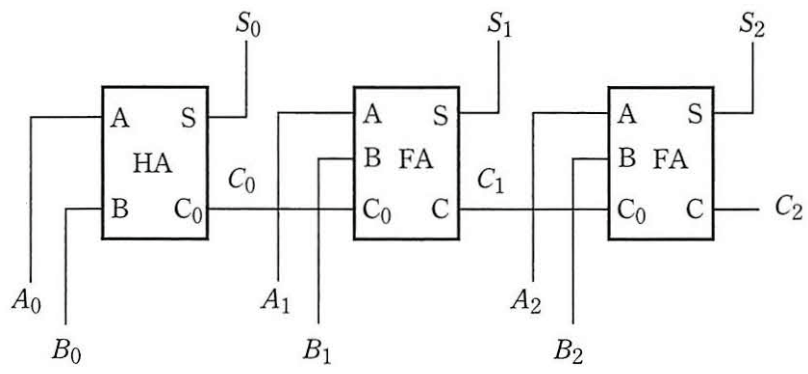 S₀ S₁ S₂
A S A S A S
HA B FA B FA
C₀ C₁
B C₀ C₀ C C₀ C C₂
A₀ A₁ A₂
B₀ B₁ B₂